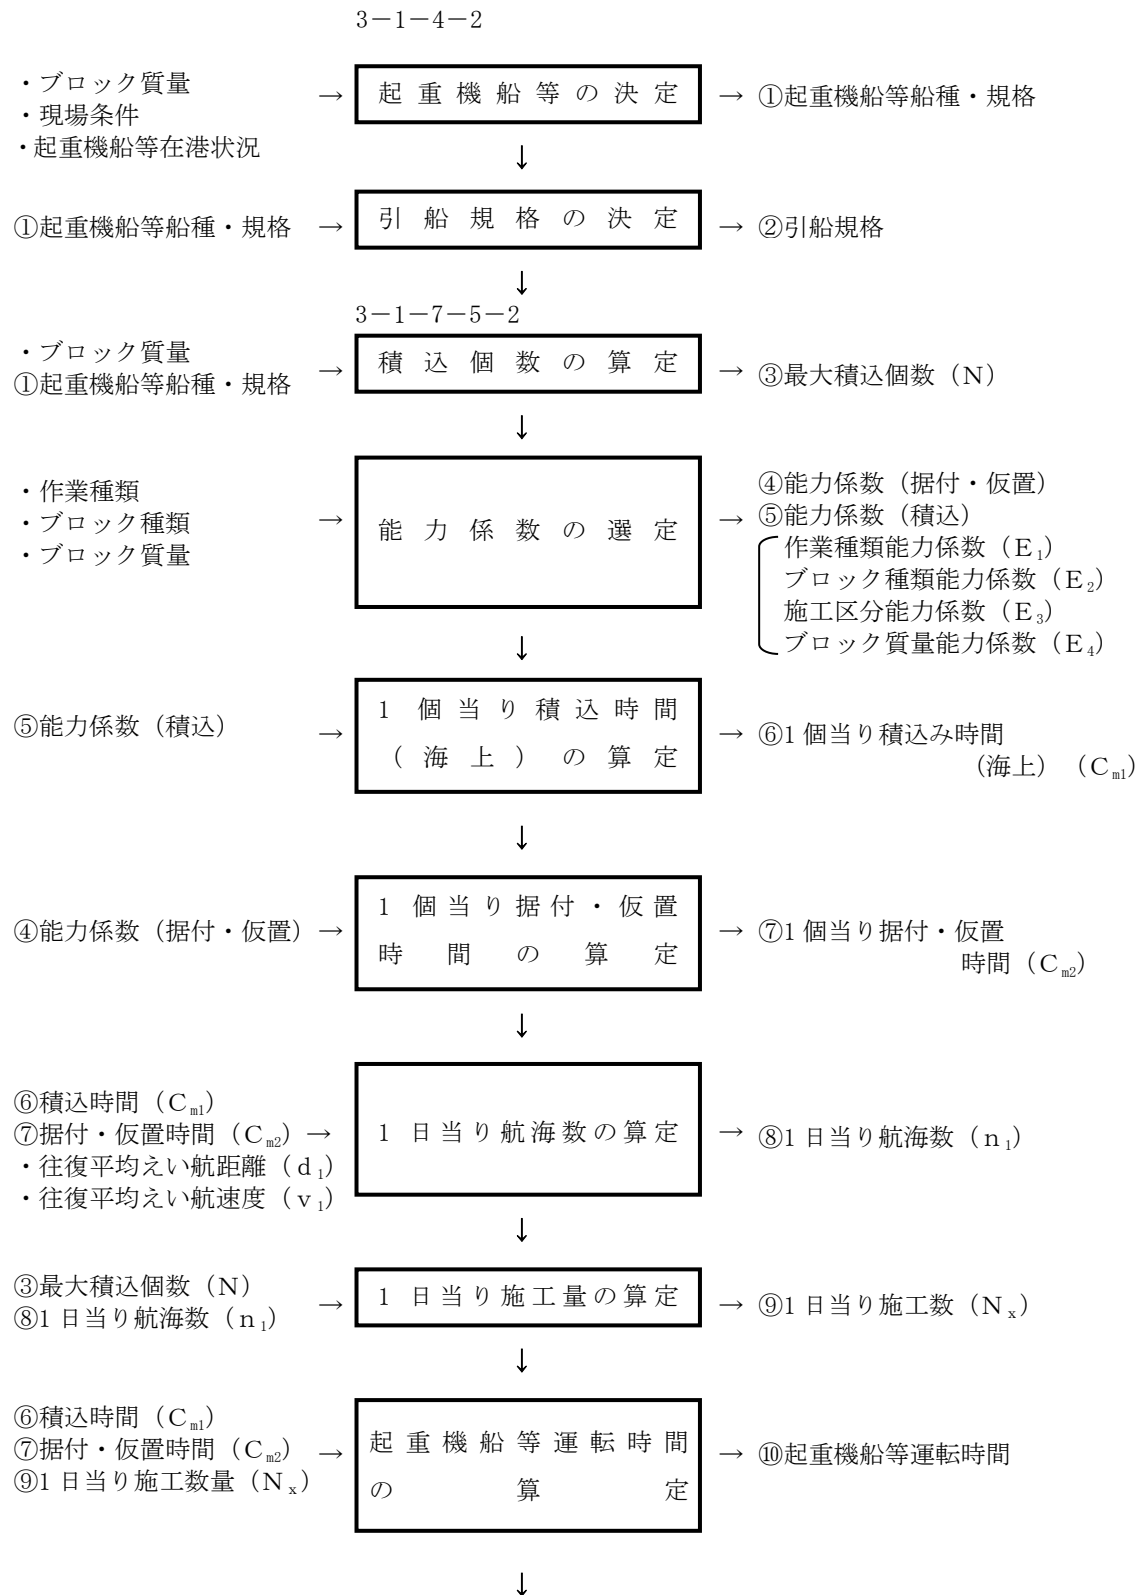 3－1－4－2
・ブロック質量
・現場条件
・起重機船等在港状況
→
起重機船等の決定
→ ①起重機船等船種・規格
↓
①起重機船等船種・規格 →
引船規格の決定
→ ②引船規格
↓
3－1－7－5－2
・ブロック質量
①起重機船等船種・規格
→
積込個数の算定
→ ③最大積込個数（N）
↓
・作業種類
・ブロック種類
・ブロック質量
→
能力係数の選定
→
④能力係数（据付・仮置）
⑤能力係数（積込）
作業種類能力係数（E₁）
ブロック種類能力係数（E₂）
施工区分能力係数（E₃）
ブロック質量能力係数（E₄）
↓
⑤能力係数（積込） →
1 個当り積込時間
（海上）の算定
→ ⑥1 個当り積込み時間
（海上）（Cm1）
↓
④能力係数（据付・仮置）→
1 個当り据付・仮置
時間の算定
→ ⑦1 個当り据付・仮置
時間（Cm2）
↓
⑥積込時間（Cm1）
⑦据付・仮置時間（Cm2）→
・往復平均えい航距離（d₁）
・往復平均えい航速度（v₁）
1 日当り航海数の算定
→ ⑧1 日当り航海数（n₁）
↓
③最大積込個数（N）
⑧1 日当り航海数（n₁）
→
1 日当り施工量の算定
→ ⑨1 日当り施工数（Nx）
↓
⑥積込時間（Cm1）
⑦据付・仮置時間（Cm2）
⑨1 日当り施工数量（Nx）
→
起重機船等運転時間
の算定
→ ⑩起重機船等運転時間
↓